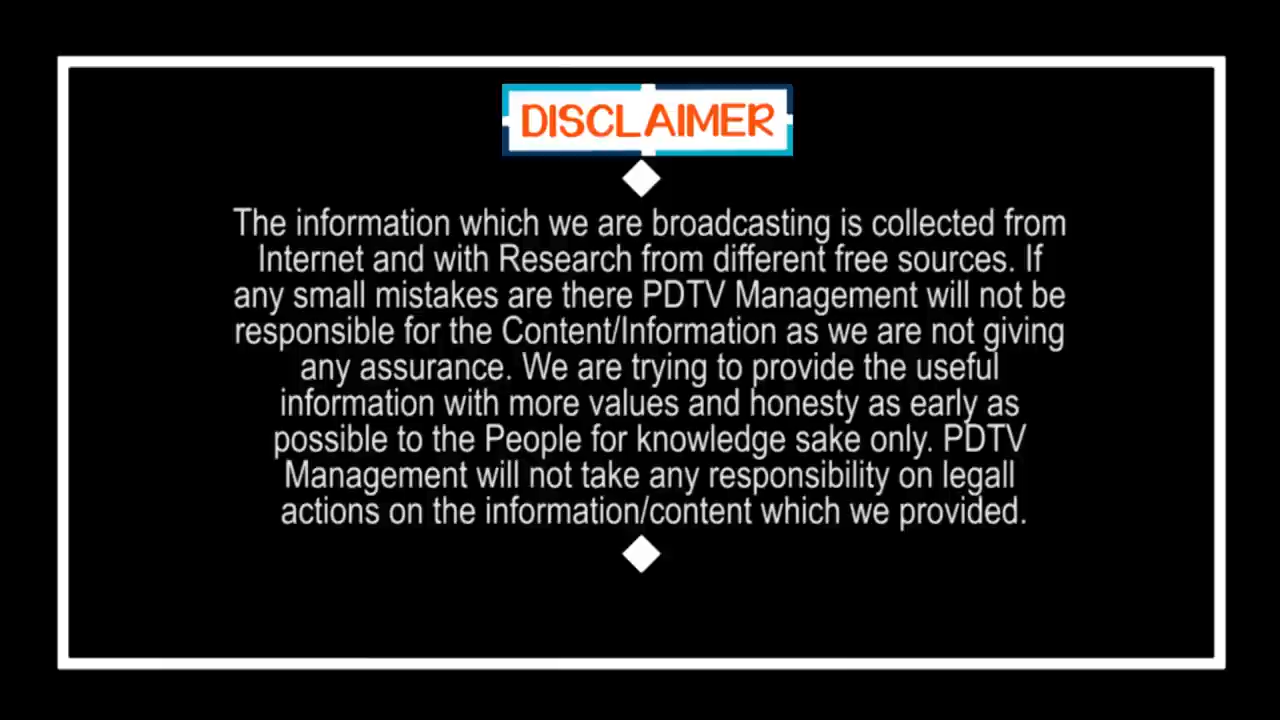 DISCLAIMER
The information which we are broadcasting is collected from
Internet and with Research from different free sources. If
any small mistakes are there PDTV Management will not be
responsible for the Content/Information as we are not giving
any assurance. We are trying to provide the useful
information with more values and honesty as early as
possible to the People for knowledge sake only. PDTV
Management will not take any responsibility on legall
actions on the information/content which we provided.